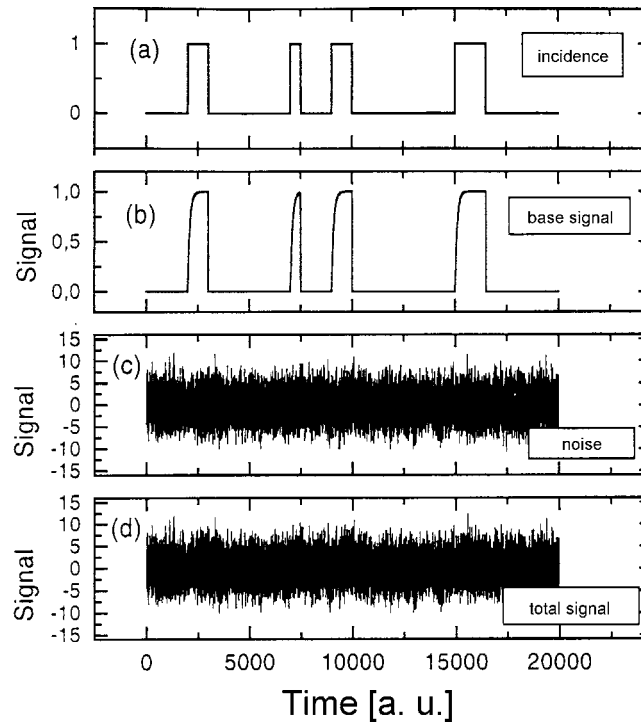 (a)
incidence
1
0
(b)
base signal
Signal
1,0
0,5
0,0
(c)
noise
Signal
15
10
5
0
-5
-10
-15
(d)
total signal
Signal
15
10
5
0
-5
-10
-15
0 5000 10000 15000 20000
Time [a. u.]